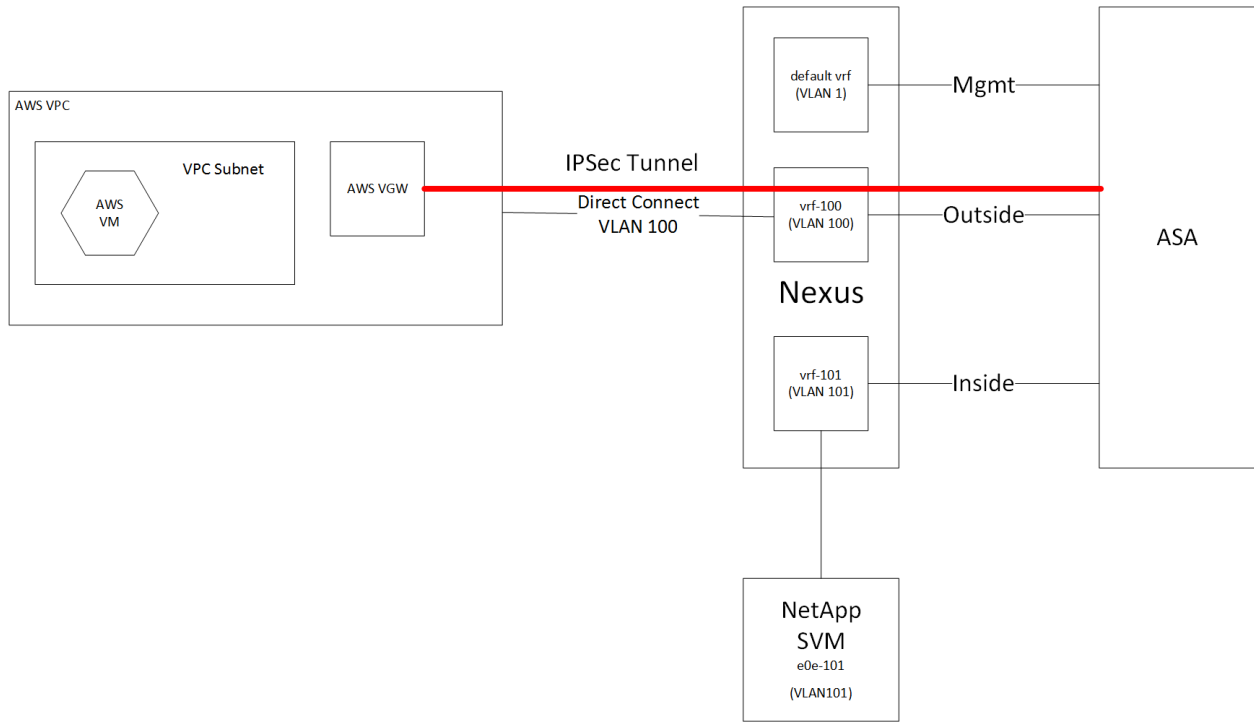 AWS VPC
VPC Subnet
AWS
VM
AWS VGW
IPSec Tunnel
Direct Connect
VLAN 100
default vrf
(VLAN 1)
vrf-100
(VLAN 100)
Nexus
vrf-101
(VLAN 101)
Mgmt
Outside
Inside
ASA
NetApp
SVM
e0e-101
(VLAN101)